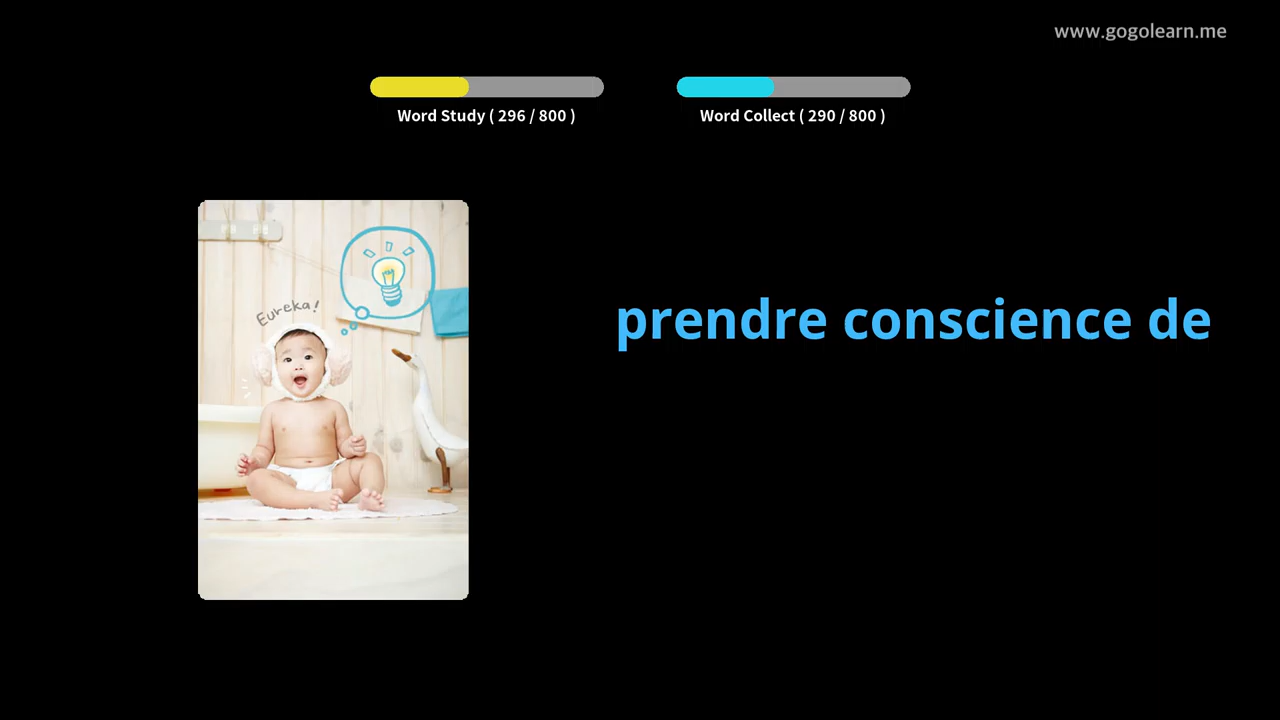 www.gogolearn.me
Word Study ( 296 / 800 )
Word Collect ( 290 / 800 )
Eureka!
prendre conscience de